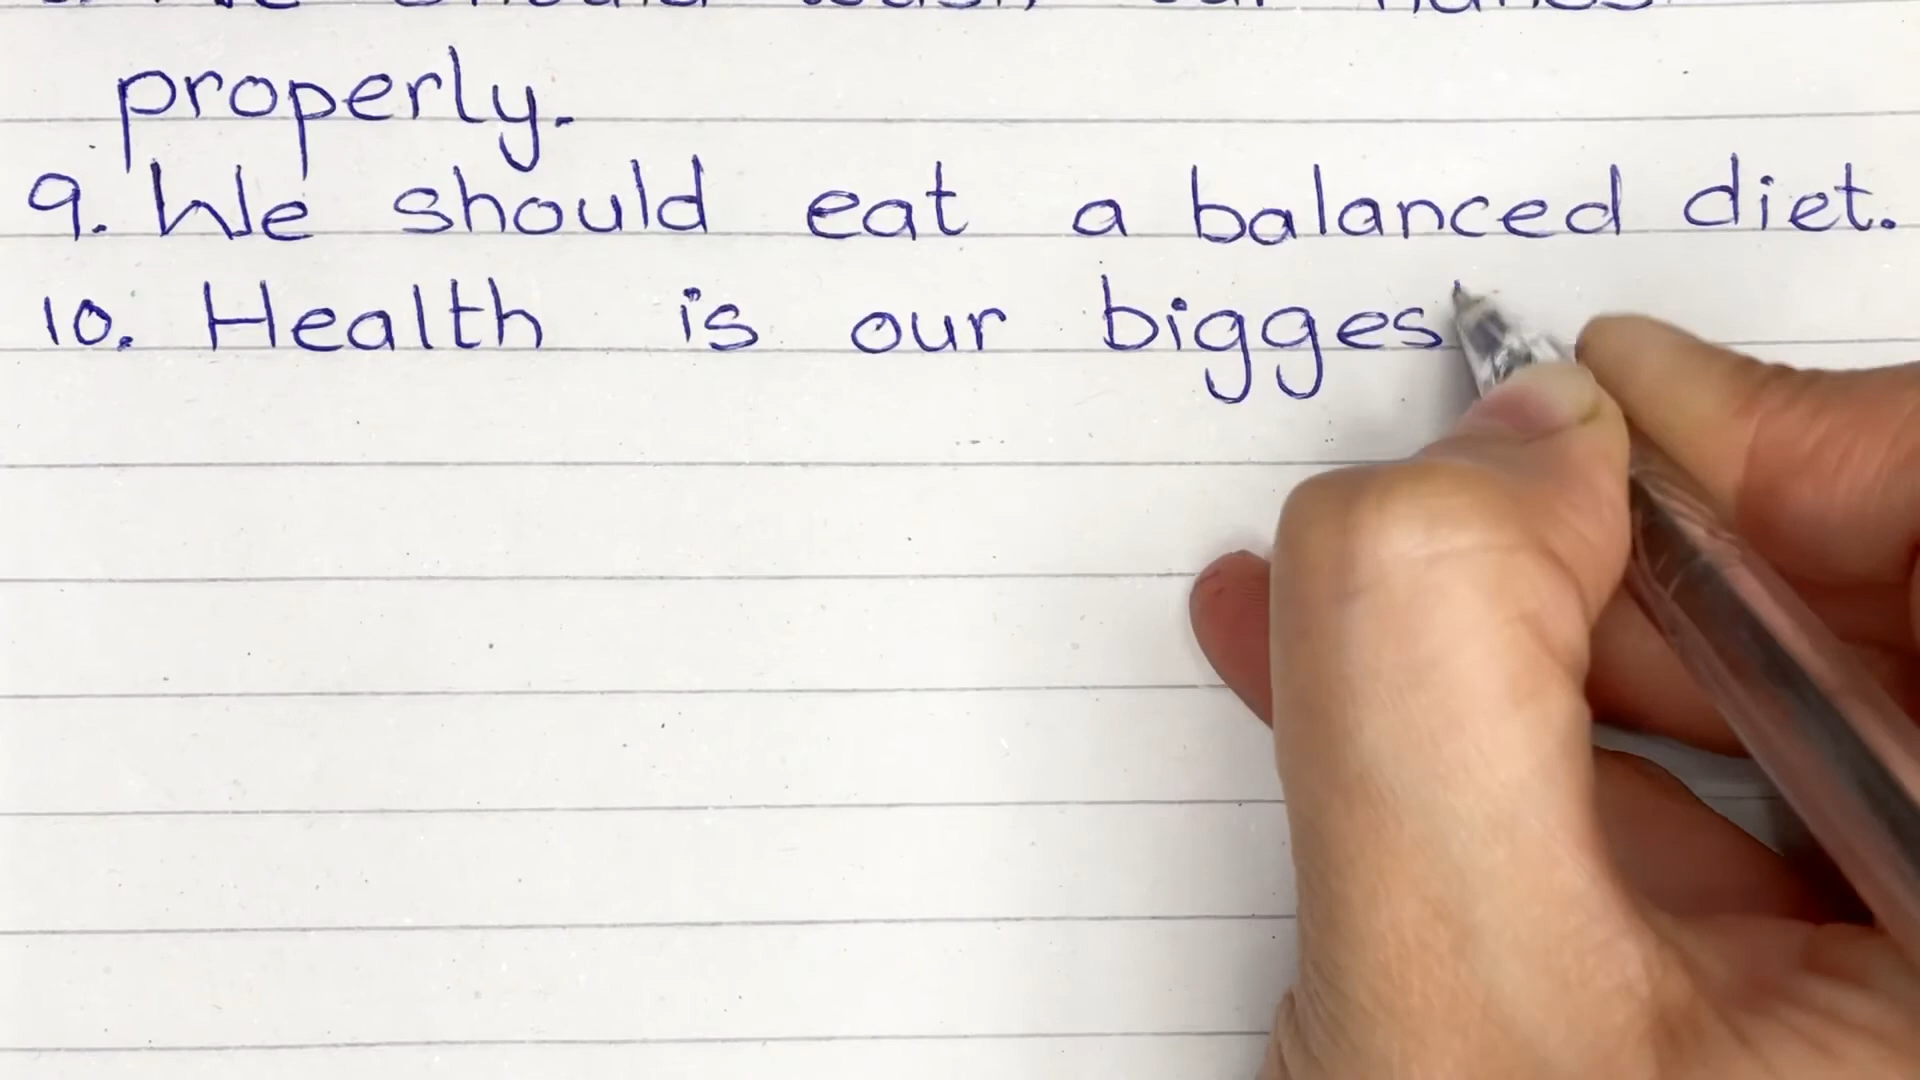 properly.
9. We should eat a balanced diet.
10. Health is our bigges